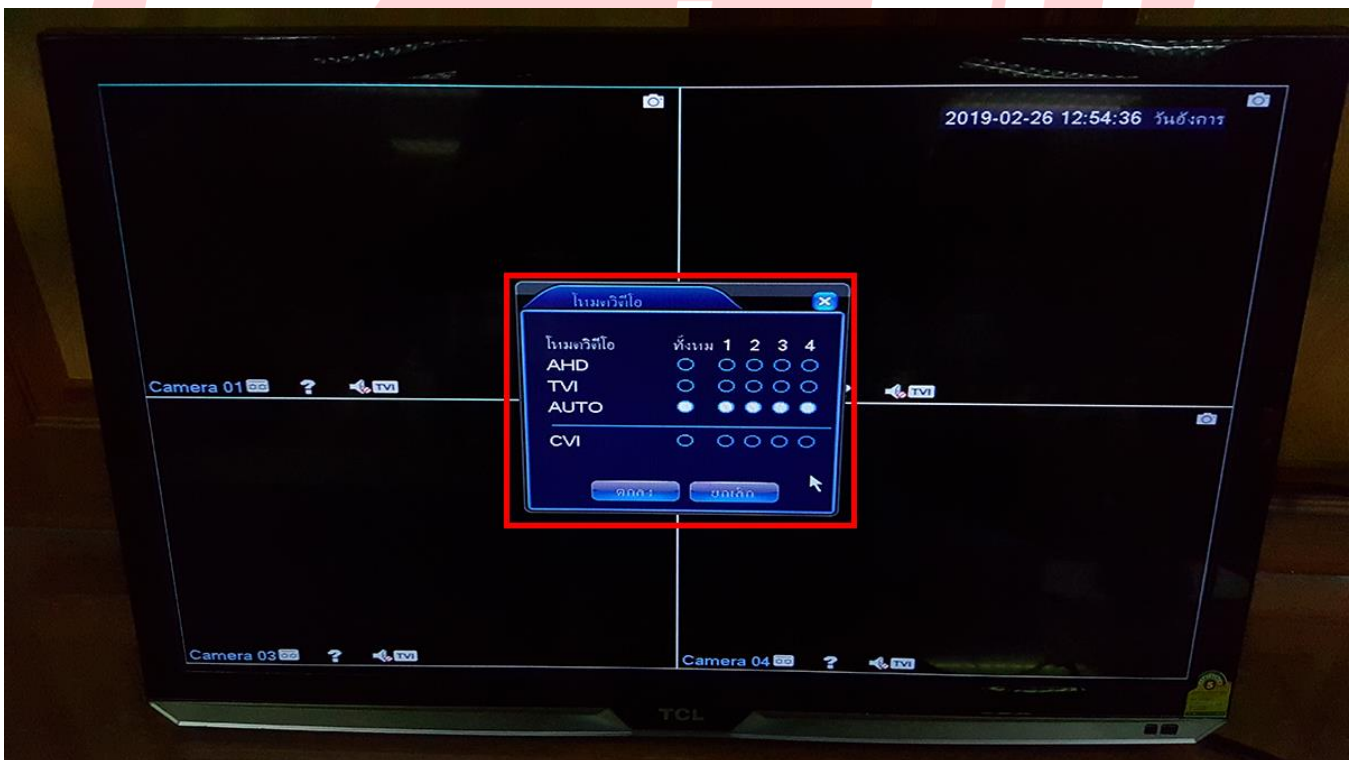 2019-02-26 12:54:36 วันอังการ
โหมดวิดีโอ
โหมดวิดีโอ ทั้งหมด 1 2 3 4
AHD
TVI
AUTO
CVI
ตกลง ยกเลิก
Camera 01 ? TVI
TVI
Camera 03 ? TVI
Camera 04 ? TVI
TCL
5